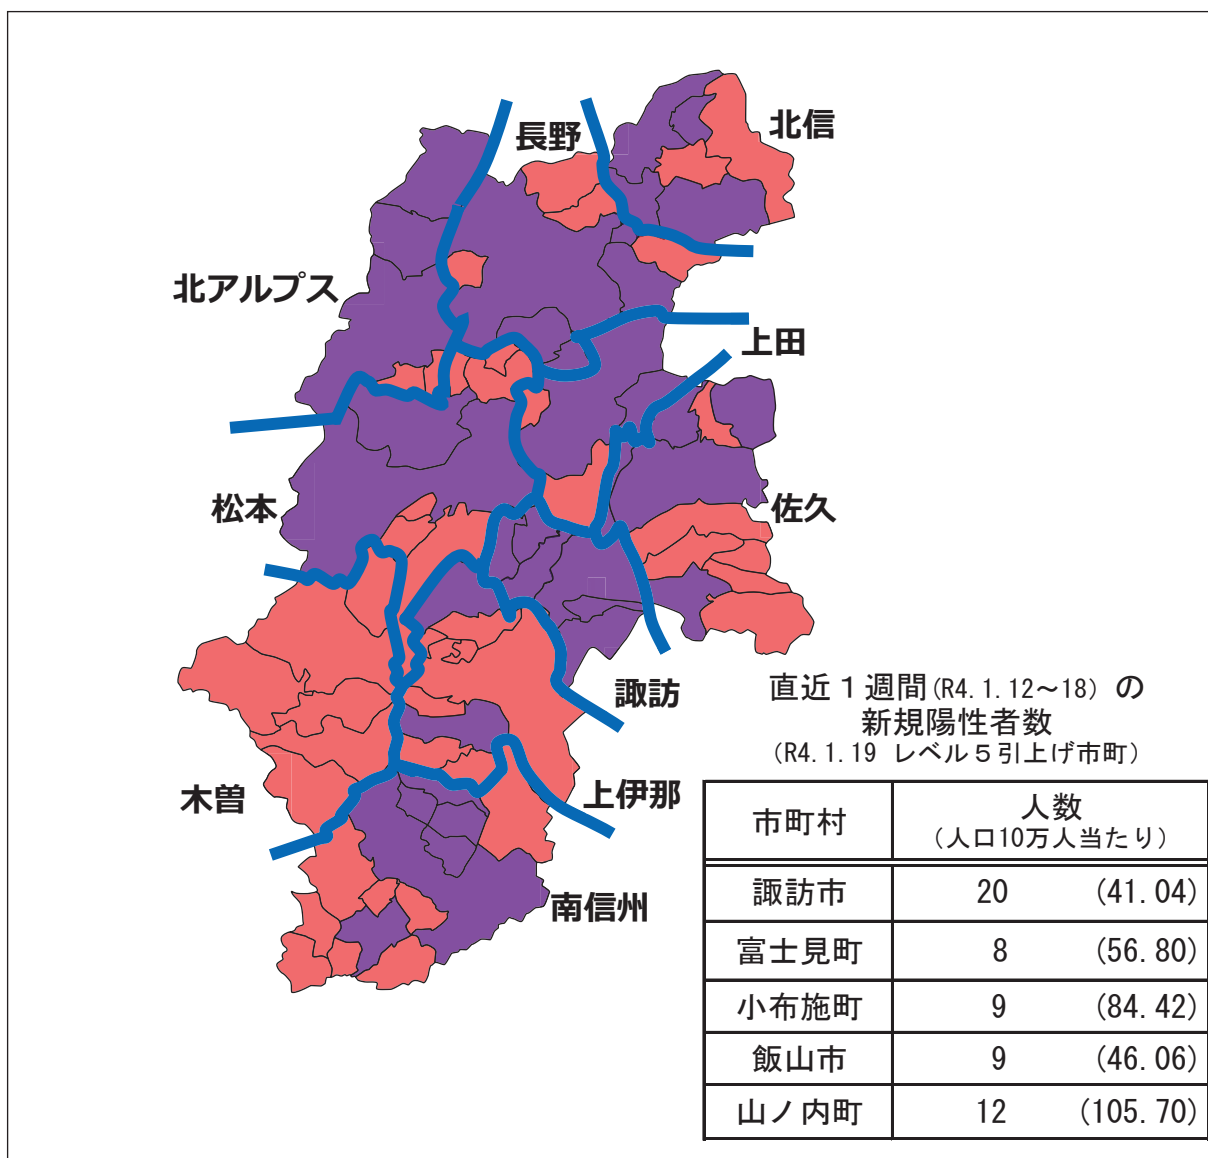 長野
北信
北アルプス
上田
松本
佐久
諏訪
木曽
上伊那
南信州
直近１週間(R4.1.12～18) の
新規陽性者数
(R4.1.19 レベル５引上げ市町)
市町村 人数
(人口10万人当たり)
諏訪市 20 (41.04)
富士見町 8 (56.80)
小布施町 9 (84.42)
飯山市 9 (46.06)
山ノ内町 12 (105.70)